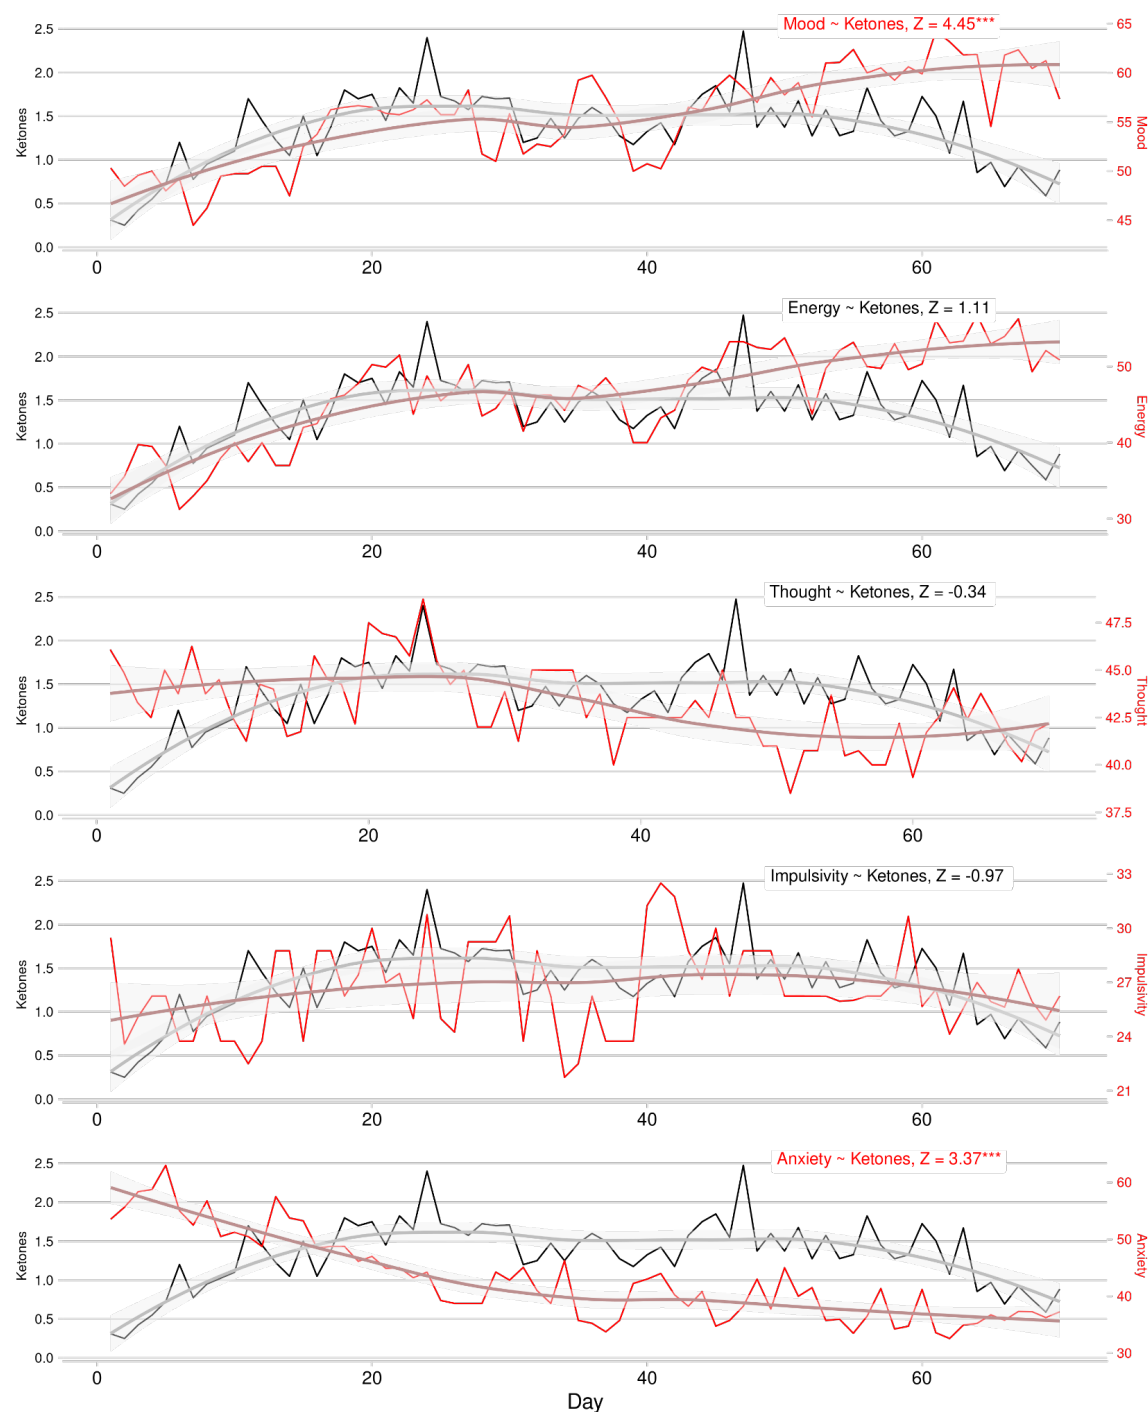 Mood ~ Ketones, Z = 4.45***
65
2.5
2.0
60
Ketones
1.5
55
Mood
1.0
50
0.5
45
0.0
0 20 40 60
Energy ~ Ketones, Z = 1.11
2.5
2.0
50
Ketones
1.5
Energy
1.0
40
0.5
30
0.0
0 20 40 60
Thought ~ Ketones, Z = -0.34
2.5
47.5
2.0
45.0
Ketones
1.5
Thought
42.5
1.0
40.0
0.5
37.5
0.0
0 20 40 60
Impulsivity ~ Ketones, Z = -0.97
33
2.5
30
2.0
Ketones
1.5
27
Impulsivity
1.0
24
0.5
21
0.0
0 20 40 60
Anxiety ~ Ketones, Z = 3.37***
2.5
60
2.0
50
Ketones
1.5
Anxiety
1.0
40
0.5
30
0.0
0 20 40 60
Day